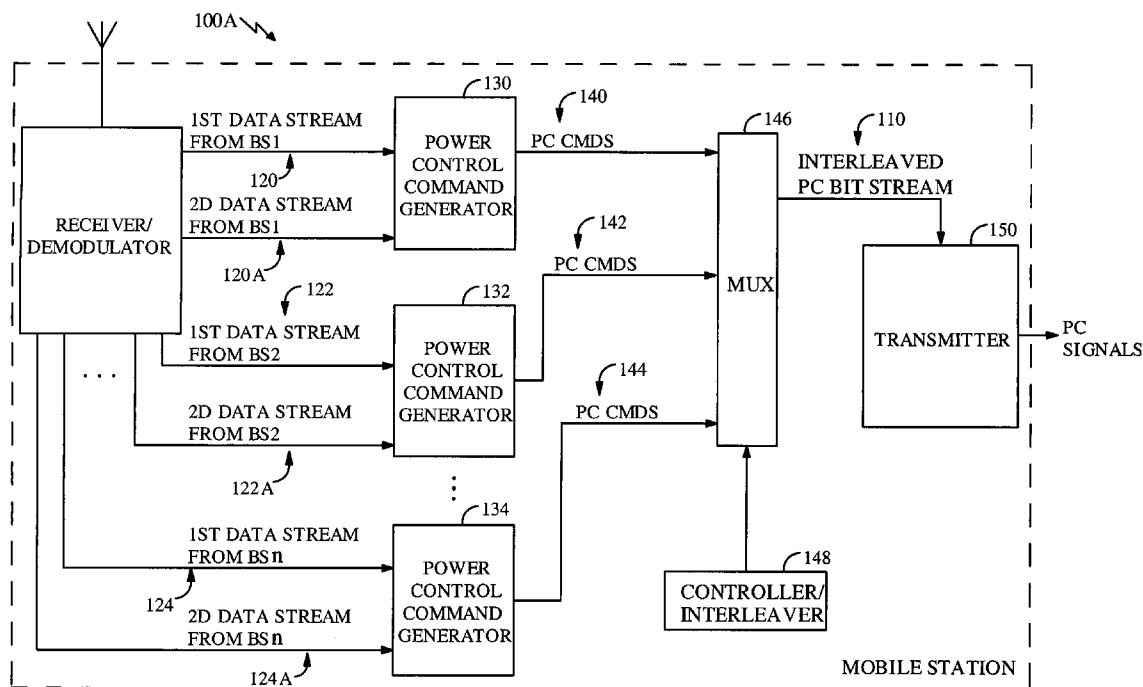 100A
130
140
146
110
1ST DATA STREAM
FROM BS1
120
POWER
CONTROL
COMMAND
GENERATOR
PC CMDS
MUX
INTERLEAVED
PC BIT STREAM
RECEIVER/
DEMODULATOR
2D DATA STREAM
FROM BS1
120A
142
PC CMDS
150
TRANSMITTER
PC
SIGNALS
122
1ST DATA STREAM
FROM BS2
132
POWER
CONTROL
COMMAND
GENERATOR
144
PC CMDS
. . .
2D DATA STREAM
FROM BS2
122A
134
1ST DATA STREAM
FROM BSn
124
POWER
CONTROL
COMMAND
GENERATOR
148
CONTROLLER/
INTERLEAVER
2D DATA STREAM
FROM BSn
124A
MOBILE STATION